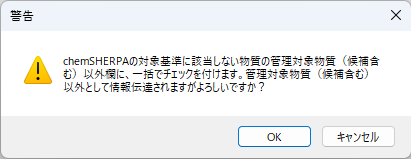 警告
chemSHERPAの対象基準に該当しない物質の管理対象物質（候補含
む）以外欄に、一括でチェックを付けます。管理対象物質（候補含む）
以外として情報伝達されますがよろしいですか？
OK
キャンセル